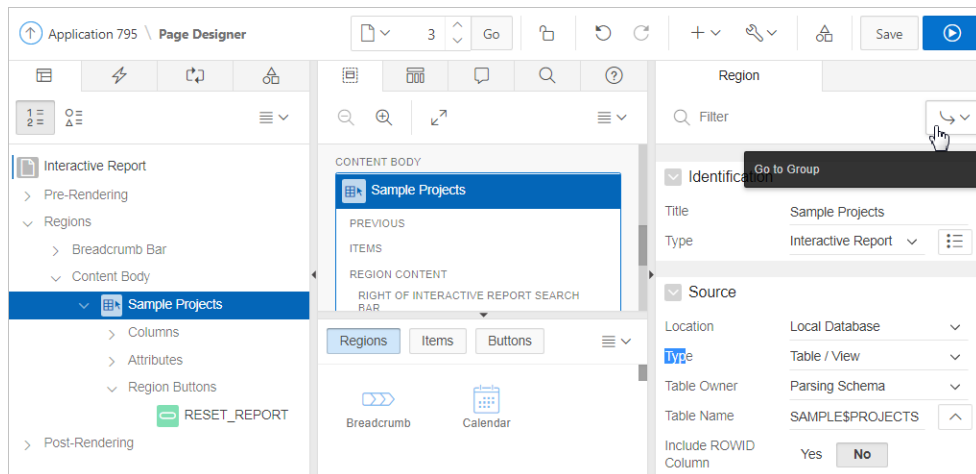 Application 795 \ Page Designer
3
Go
Save
Region
1
2
Filter
Go to Group
Interactive Report
Pre-Rendering
Regions
Breadcrumb Bar
Content Body
Sample Projects
Columns
Attributes
Region Buttons
RESET_REPORT
Post-Rendering
CONTENT BODY
Sample Projects
PREVIOUS
ITEMS
REGION CONTENT
RIGHT OF INTERACTIVE REPORT SEARCH
BAR
Regions
Items
Buttons
Breadcrumb
Calendar
Identification
Title
Sample Projects
Type
Interactive Report
Source
Location
Local Database
Type
Table / View
Table Owner
Parsing Schema
Table Name
SAMPLE$PROJECTS
Include ROWID
Column
Yes
No